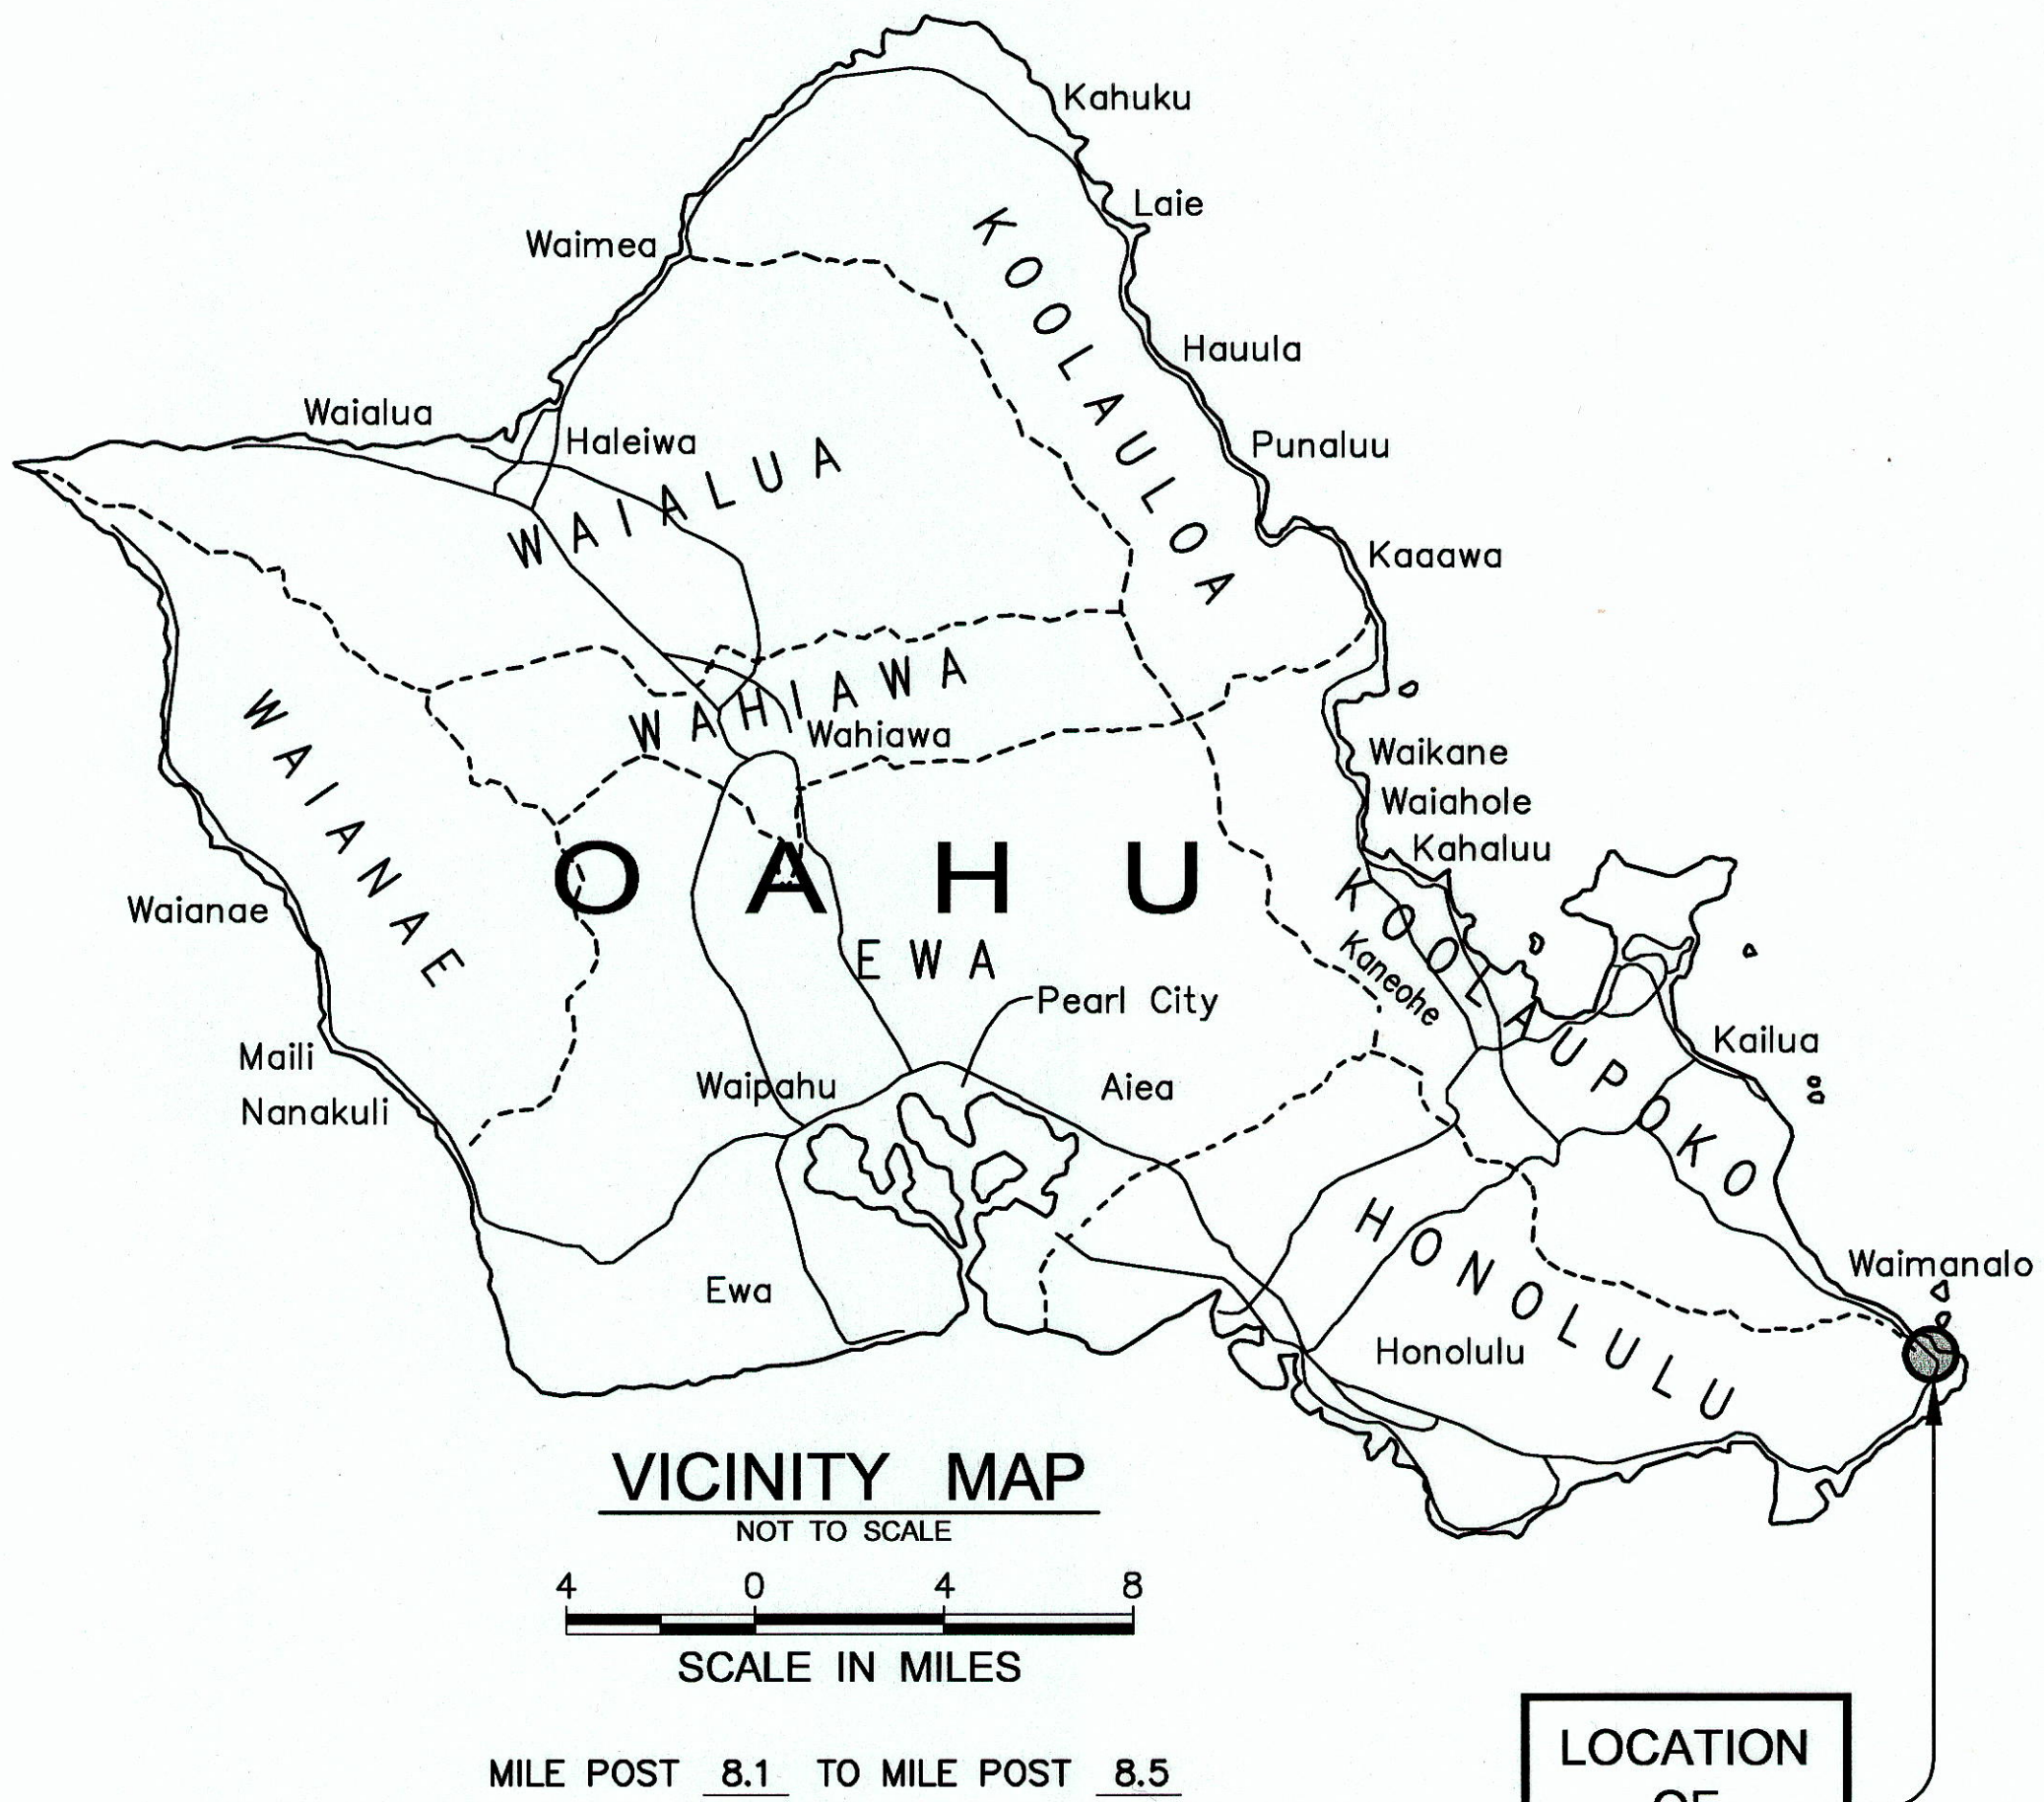 Kahuku
Laie
Waimea
KOOLAULOA
Hauula
Waialua
Haleiwa
Punaluu
WAIALUA
Kaaawa
WAHIAWA
Wahiawa
WAIANAE
Waikane
Waiahole
Kahaluu
OAHU
Waianae
EWA
KOOLAUPOKO
Kaneohe
Pearl City
Kailua
Maili
Waipahu
Aiea
Nanakuli
HONOLULU
Waimanalo
Ewa
Honolulu
VICINITY MAP
NOT TO SCALE
4 0 4 8
SCALE IN MILES
MILE POST 8.1 TO MILE POST 8.5
LOCATION
OF